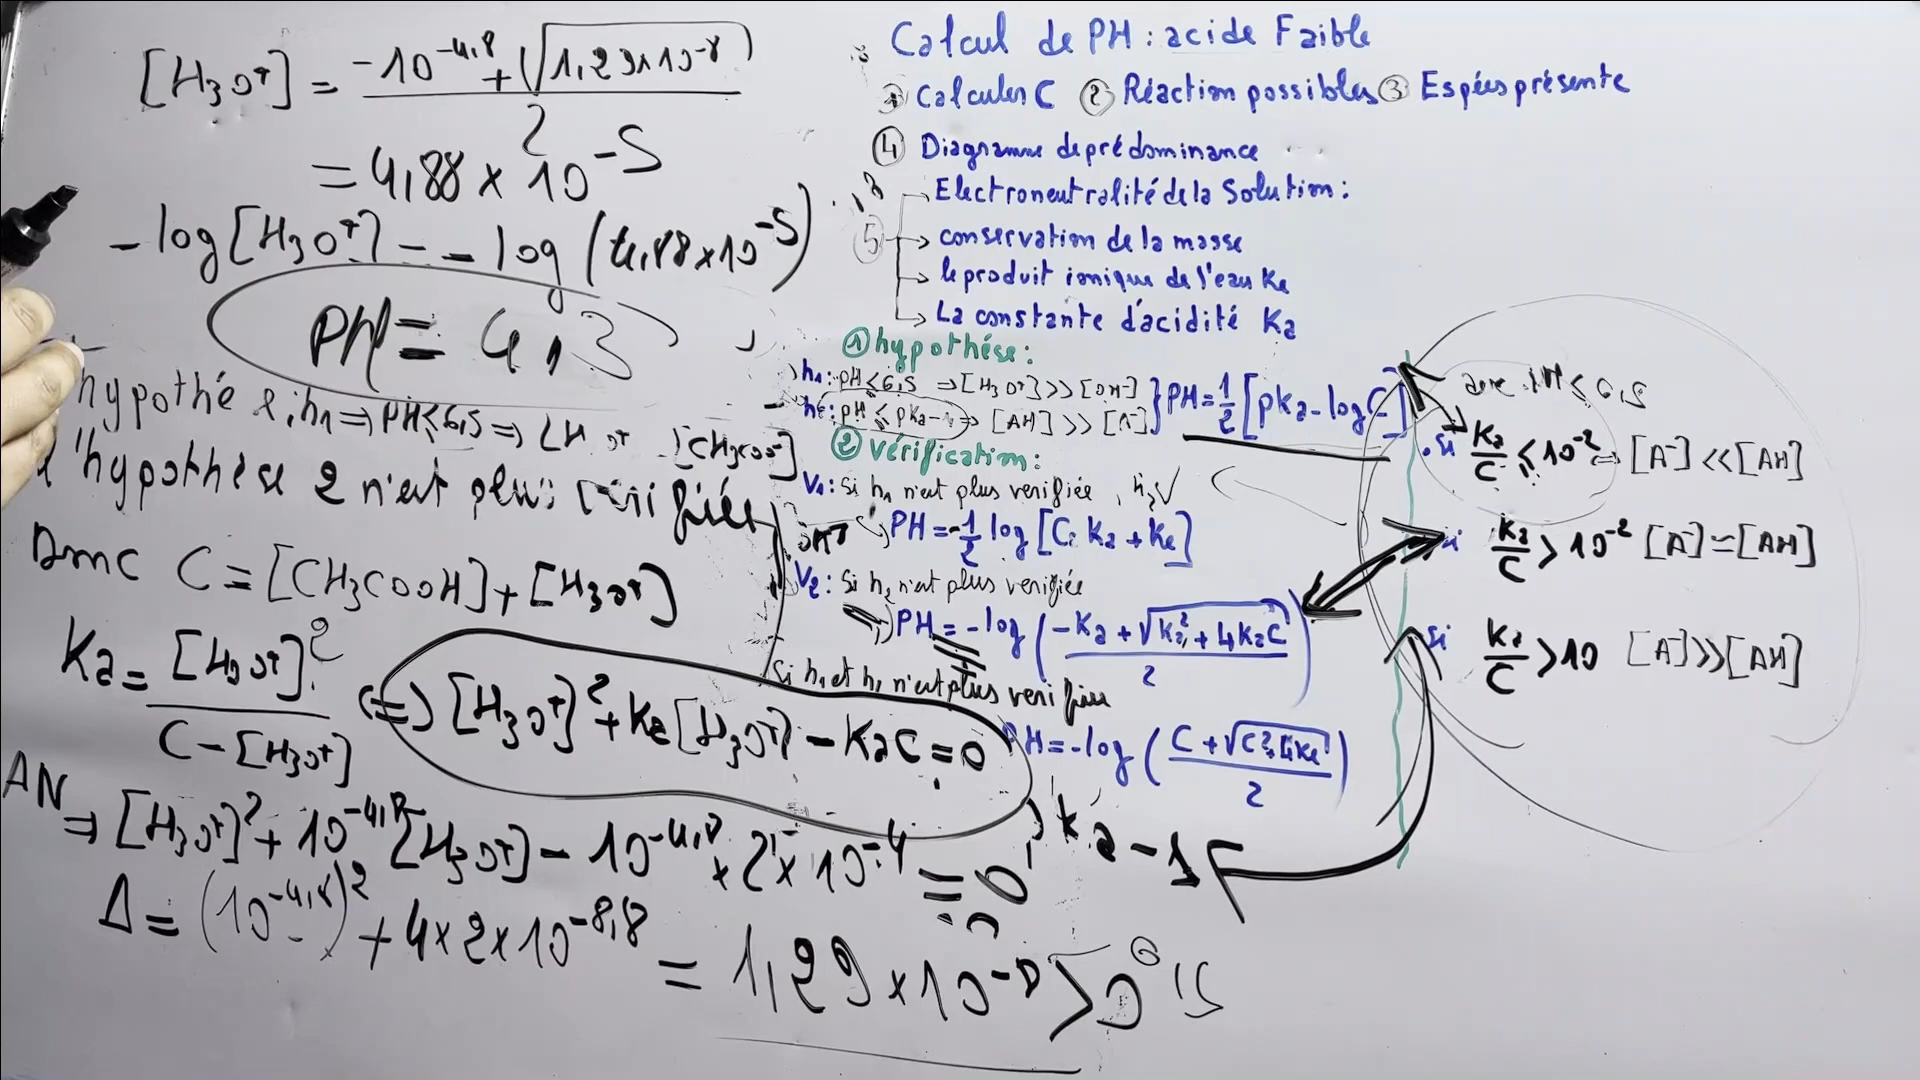 [H₃O⁺] = (-10^-4,8 + √(1,29×10^-8)) / 2
= 4,88 × 10^-5
- log[H₃O⁺] = - log (4,88×10^-5)
PH = 4,3
hypothé
h₁ ⇒ PH≤6,5 ⇒ [CH₃COO⁻]
l'hypothèse 2 n'est plus vérifiée
Donc C = [CH₃COOH] + [H₃O⁺]
Ka = [H₃O⁺]² / (C - [H₃O⁺])
(⇔) [H₃O⁺]² + Ka[H₃O⁺] - KaC = 0
AN ⇒ [H₃O⁺]² + 10^-4,8 [H₃O⁺] - 10^-4,8 × 2 × 10^-4 = 0
Δ = (10^-4,8)² + 4×2×10^-8,8 = 1,29×10^-8 > 0
Calcul de PH : acide Faible
① Calculer C ② Réaction possibles ③ Espéesprésente
④ Diagramme de prédominance
⑤ Electroneutralité de la Solution :
→ conservation de la masse
→ le produit ionique de l'eau Ke
→ La constante d'acidité Ka
① hypothése :
h₁ : pH≤6,5 ⇒ [H₃O⁺] >> [OH⁻]
h₂ : pH ≤ pKa-1 ⇒ [AH] >> [A⁻]
} PH = 1/2 [pKa - logC]
② vérification :
V₁ : Si h₁ n'est plus verifiée , h₂ ✓
PH = -1/2 log [C. Ka + Ke]
V₂ : Si h₂ n'est plus verifiée
PH = -log ((-Ka + √(Ka² + 4KaC)) / 2)
Si h₁ et h₂ n'est plus verifiée
PH = -log ((C + √(C²+4Ke)) / 2)
Ka - 1
≤ 6,5
. si Ka/C ≤ 10^-2 [A⁻] << [AH]
si Ka/C > 10^-2 [A⁻] = [AH]
si Ka/C > 10 [A⁻] >> [AH]